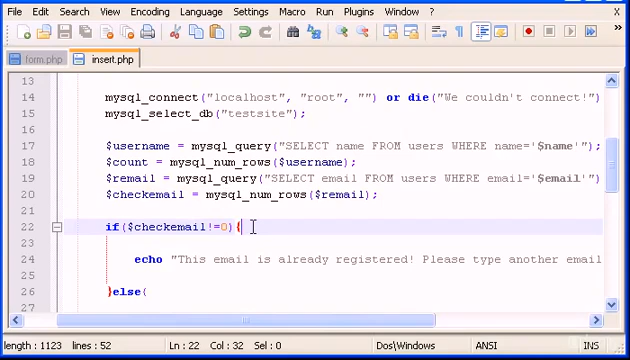 File Edit Search View Encoding Language Settings Macro Run Plugins Window ? X
form.php insert.php
13
14 mysql_connect("localhost", "root", "") or die("We couldn't connect!")
15 mysql_select_db("testsite");
16
17 $username = mysql_query("SELECT name FROM users WHERE name='$name'");
18 $count = mysql_num_rows($username);
19 $remail = mysql_query("SELECT email FROM users WHERE email='$email'")
20 $checkemail = mysql_num_rows($remail);
21
22 if($checkemail!=0){
23
24 echo "This email is already registered! Please type another email
25
26 }else(
27
length : 1123 lines : 52 Ln : 22 Col : 32 Sel : 0 Dos\Windows ANSI INS